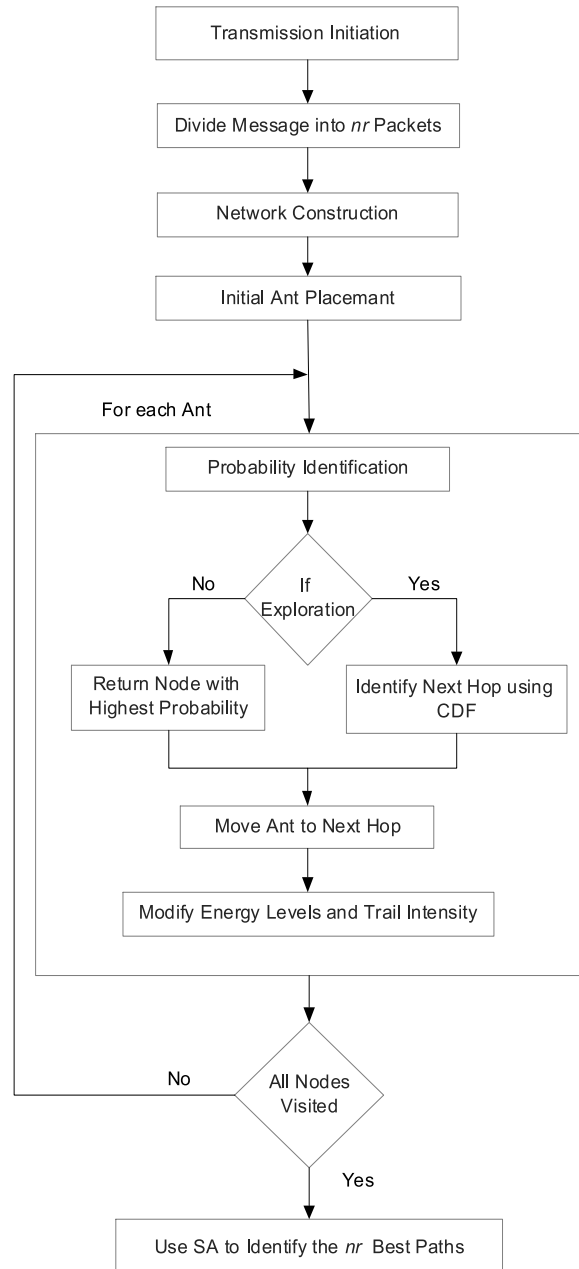 Transmission Initiation
Divide Message into nr Packets
Network Construction
Initial Ant Placemant
For each Ant
Probability Identification
If
Exploration
No
Yes
Return Node with
Highest Probability
Identify Next Hop using
CDF
Move Ant to Next Hop
Modify Energy Levels and Trail Intensity
All Nodes
Visited
No
Yes
Use SA to Identify the nr Best Paths